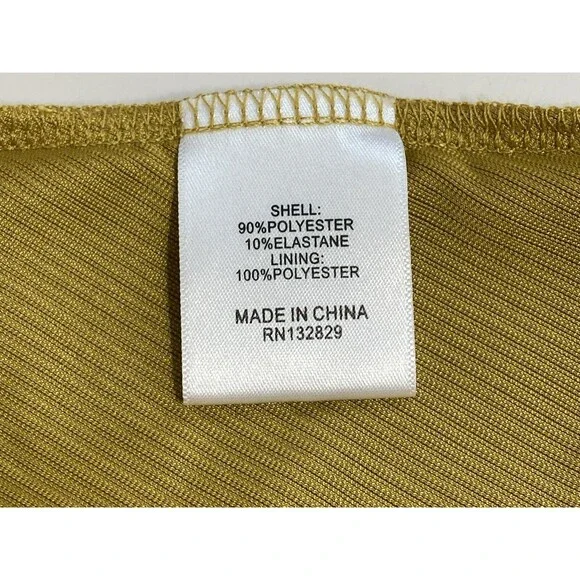 SHELL:
90%POLYESTER
10%ELASTANE
LINING:
100%POLYESTER
MADE IN CHINA
RN132829